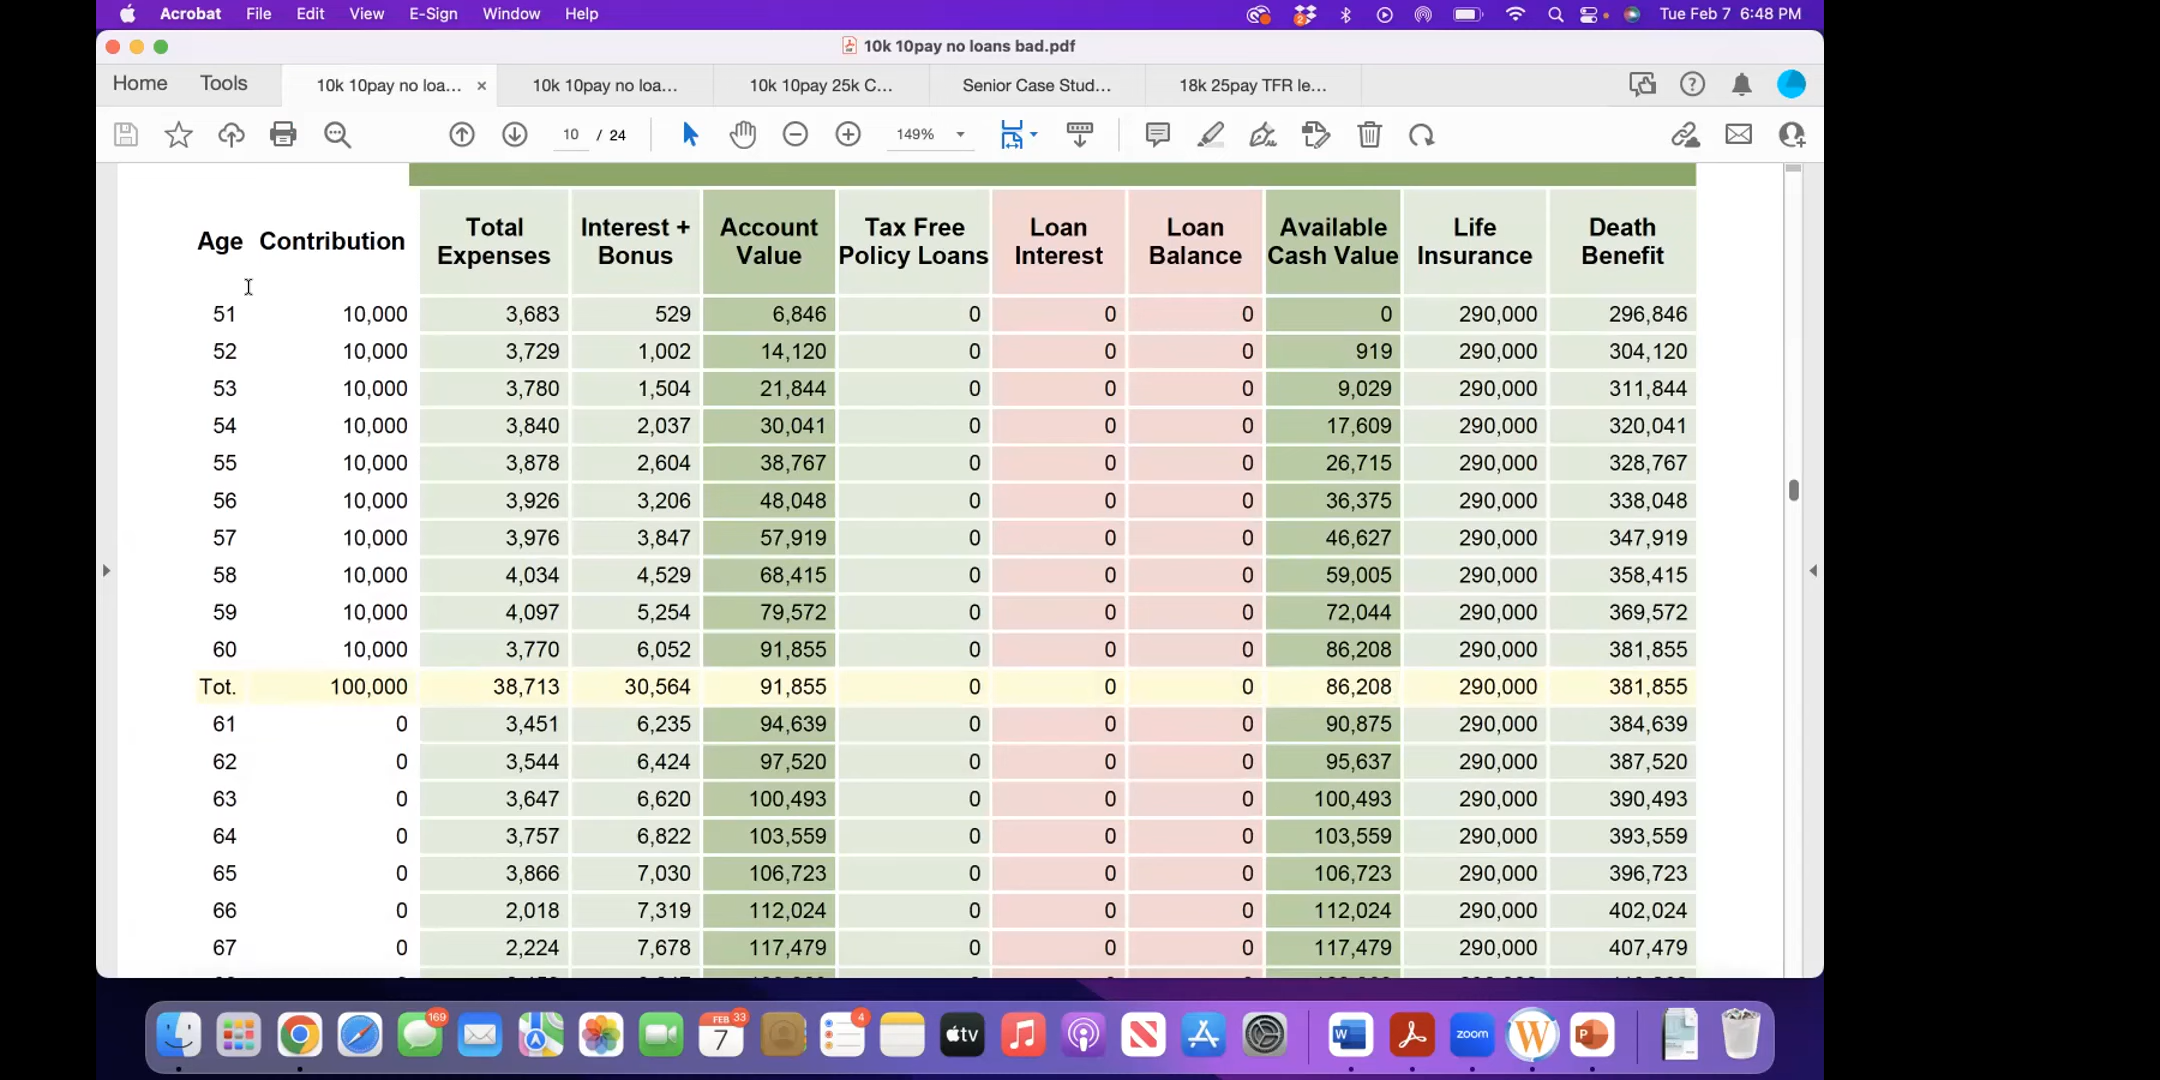 Acrobat File Edit View E-Sign Window Help 2 Tue Feb 7 6:48 PM
10k 10pay no loans bad.pdf
Home Tools 10k 10pay no loa... × 10k 10pay no loa... 10k 10pay 25k C... Senior Case Stud... 18k 25pay TFR le...
10 / 24 149%
Age Contribution Total Expenses Interest + Bonus Account Value Tax Free Policy Loans Loan Interest Loan Balance Available Cash Value Life Insurance Death Benefit
51 10,000 3,683 529 6,846 0 0 0 0 290,000 296,846
52 10,000 3,729 1,002 14,120 0 0 0 919 290,000 304,120
53 10,000 3,780 1,504 21,844 0 0 0 9,029 290,000 311,844
54 10,000 3,840 2,037 30,041 0 0 0 17,609 290,000 320,041
55 10,000 3,878 2,604 38,767 0 0 0 26,715 290,000 328,767
56 10,000 3,926 3,206 48,048 0 0 0 36,375 290,000 338,048
57 10,000 3,976 3,847 57,919 0 0 0 46,627 290,000 347,919
58 10,000 4,034 4,529 68,415 0 0 0 59,005 290,000 358,415
59 10,000 4,097 5,254 79,572 0 0 0 72,044 290,000 369,572
60 10,000 3,770 6,052 91,855 0 0 0 86,208 290,000 381,855
Tot. 100,000 38,713 30,564 91,855 0 0 0 86,208 290,000 381,855
61 0 3,451 6,235 94,639 0 0 0 90,875 290,000 384,639
62 0 3,544 6,424 97,520 0 0 0 95,637 290,000 387,520
63 0 3,647 6,620 100,493 0 0 0 100,493 290,000 390,493
64 0 3,757 6,822 103,559 0 0 0 103,559 290,000 393,559
65 0 3,866 7,030 106,723 0 0 0 106,723 290,000 396,723
66 0 2,018 7,319 112,024 0 0 0 112,024 290,000 402,024
67 0 2,224 7,678 117,479 0 0 0 117,479 290,000 407,479
169 FEB 33 7 4 tv W zoom W P